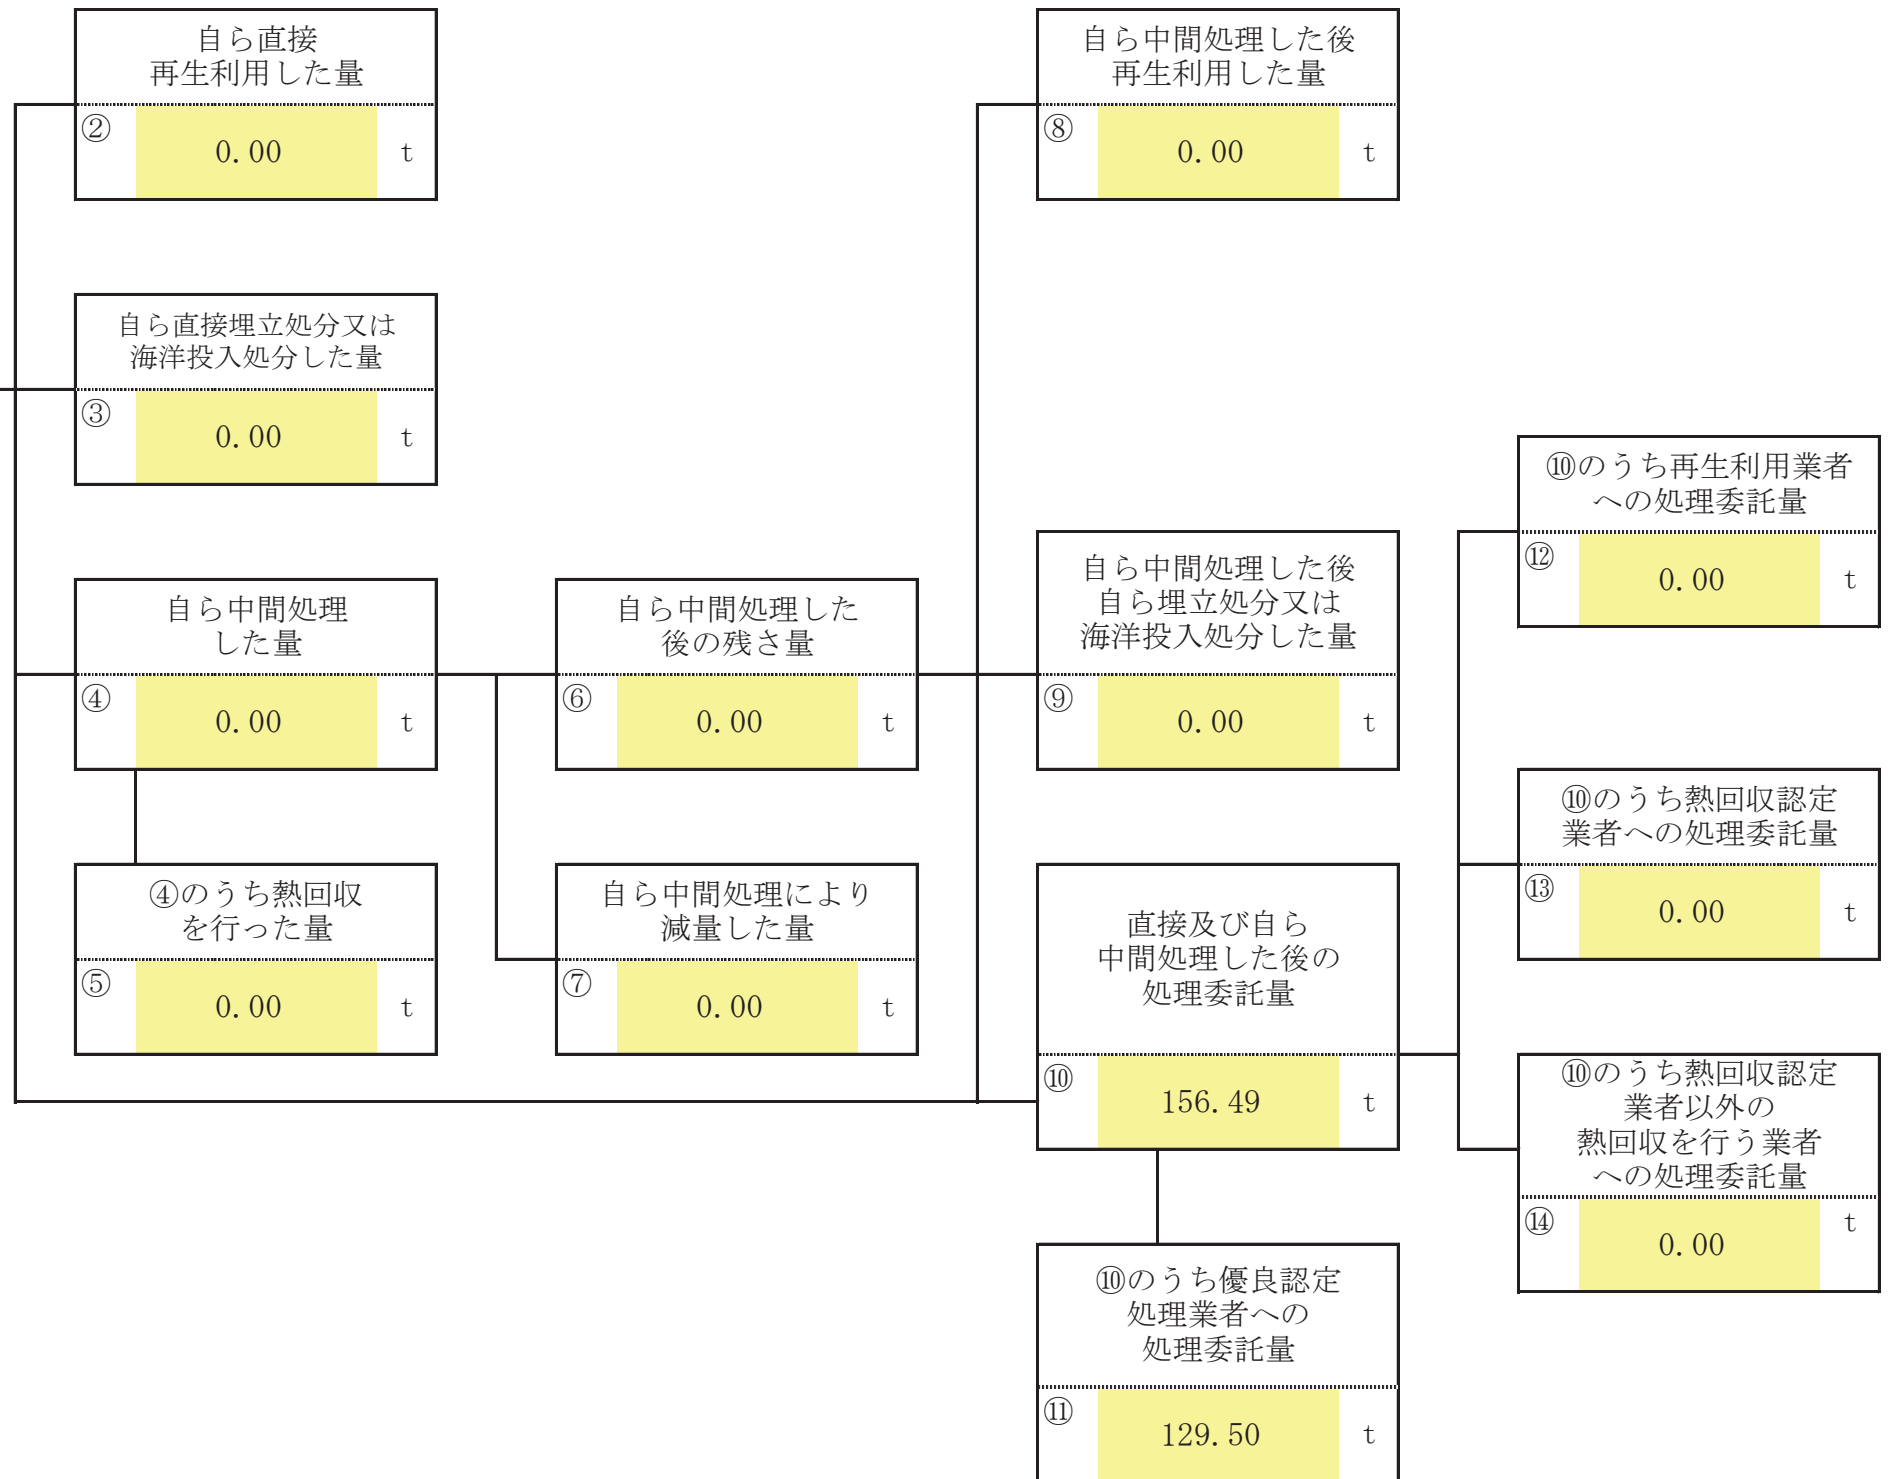 自ら直接
再生利用した量
②
0.00
t
自ら中間処理した後
再生利用した量
⑧
0.00
t
自ら直接埋立処分又は
海洋投入処分した量
③
0.00
t
⑩のうち再生利用業者
への処理委託量
⑫
0.00
t
自ら中間処理
した量
④
0.00
t
自ら中間処理した
後の残さ量
⑥
0.00
t
自ら中間処理した後
自ら埋立処分又は
海洋投入処分した量
⑨
0.00
t
⑩のうち熱回収認定
業者への処理委託量
⑬
0.00
t
④のうち熱回収
を行った量
⑤
0.00
t
自ら中間処理により
減量した量
⑦
0.00
t
直接及び自ら
中間処理した後の
処理委託量
⑩
156.49
t
⑩のうち熱回収認定
業者以外の
熱回収を行う業者
への処理委託量
⑭
0.00
t
⑩のうち優良認定
処理業者への
処理委託量
⑪
129.50
t